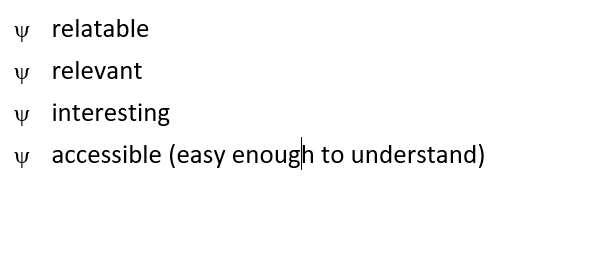 ψ relatable
ψ relevant
ψ interesting
ψ accessible (easy enough to understand)